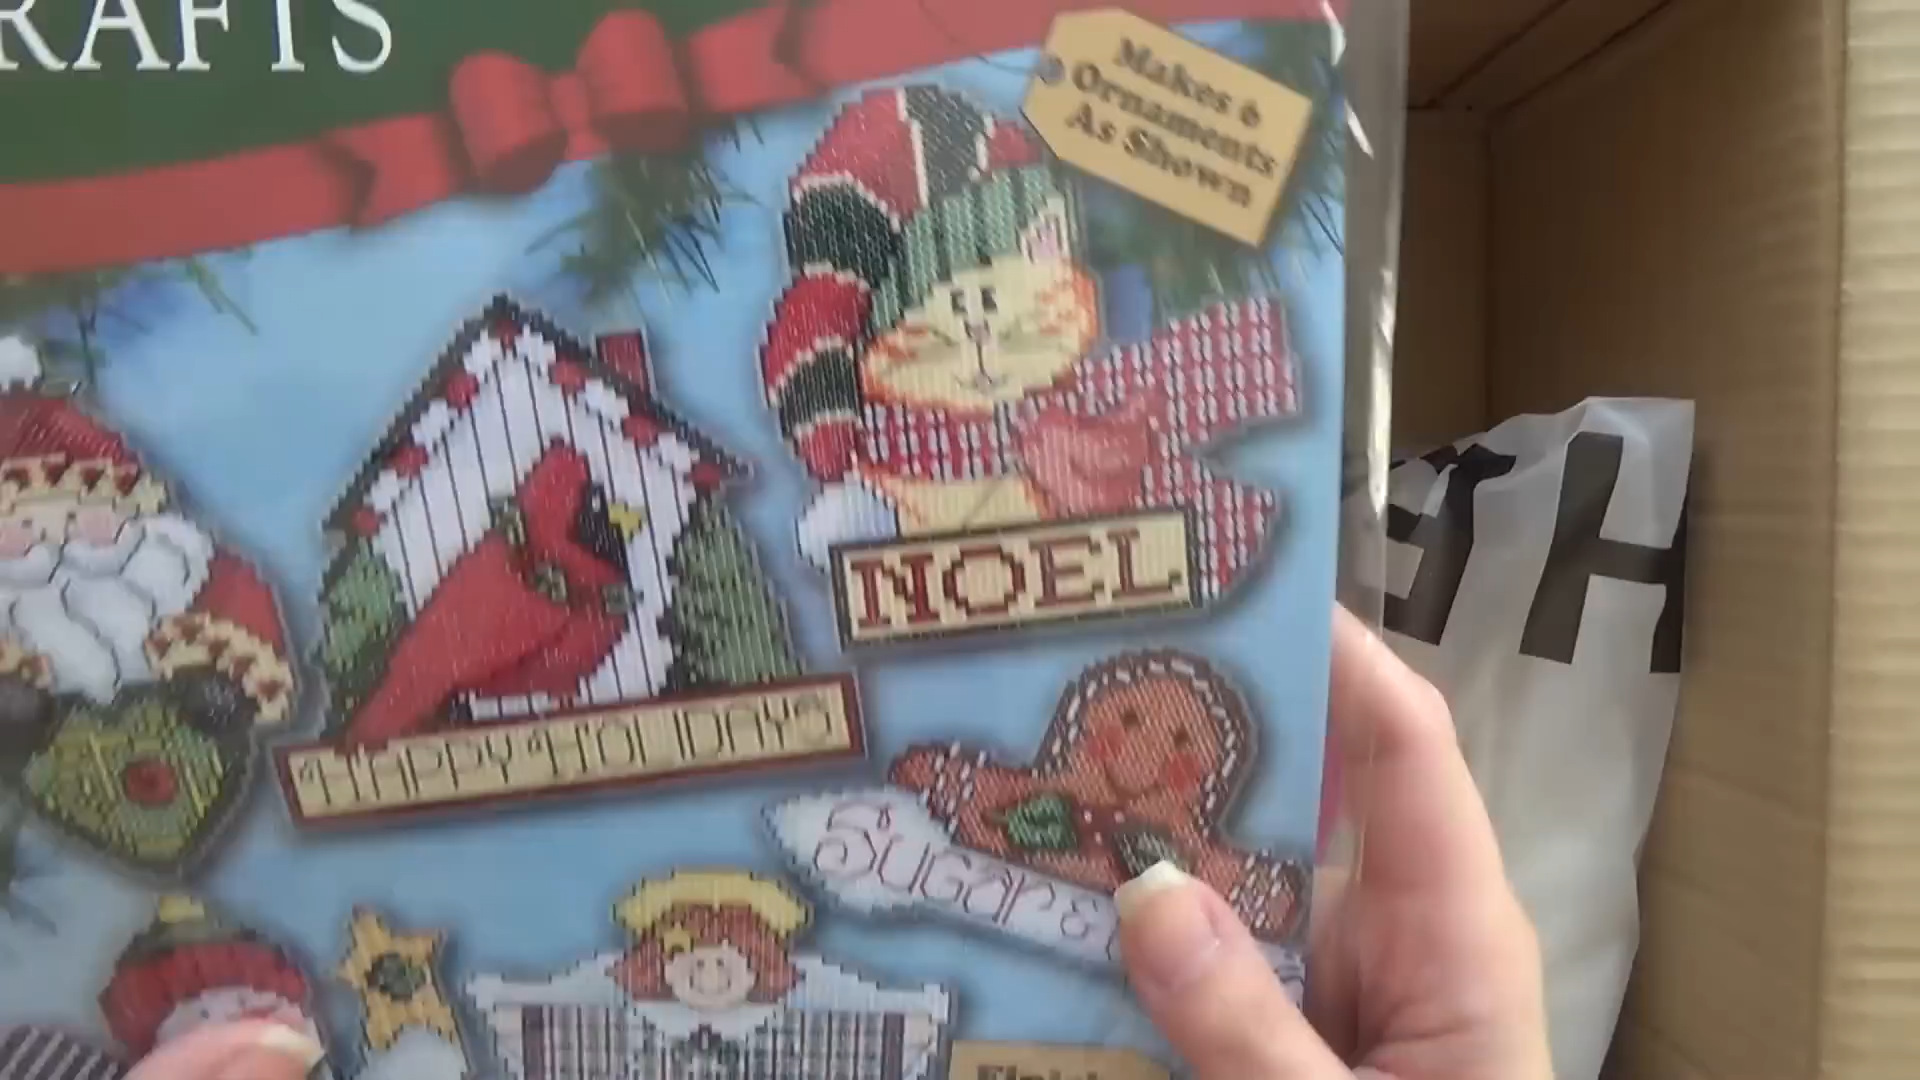 RAFTS
Makes 6
Ornaments
As Shown
NOEL
HAPPY HOLIDAYS
Sugar &
H